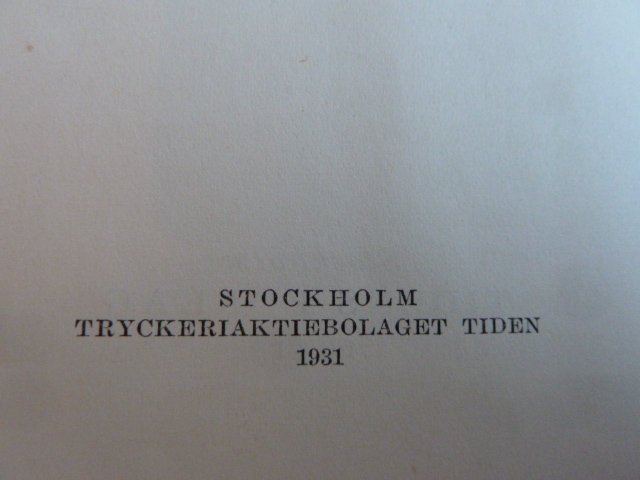 STOCKHOLM
TRYCKERIAKTIEBOLAGET TIDEN
1931